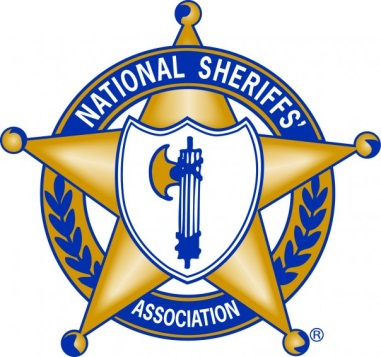 NATIONAL SHERIFFS'
ASSOCIATION
®